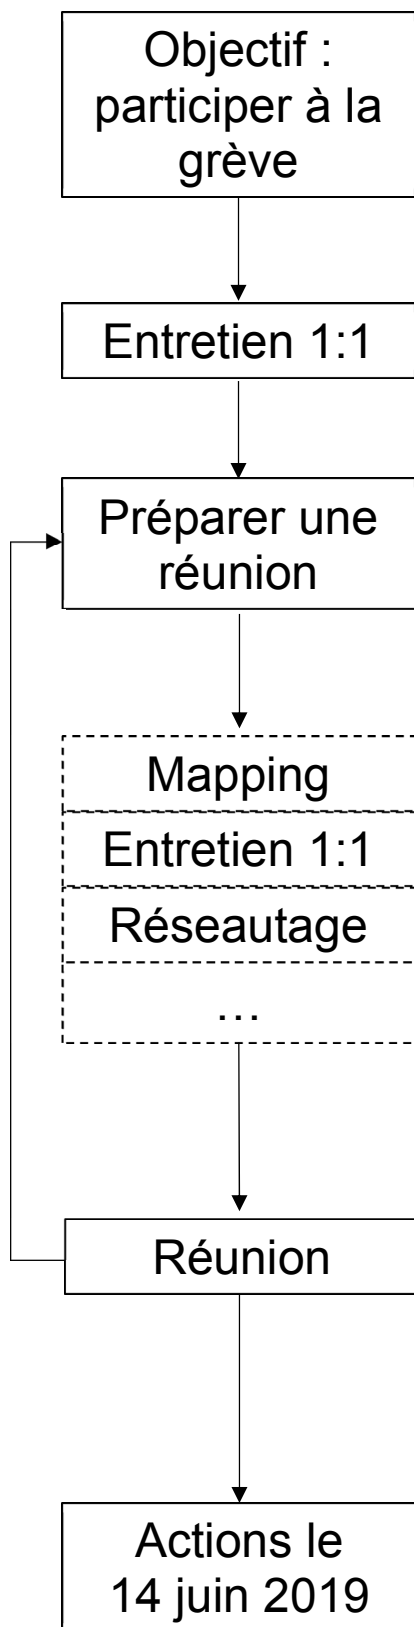 Objectif :
participer à la
grève
Entretien 1:1
Préparer une
réunion
Mapping
Entretien 1:1
Réseautage
…
Réunion
Actions le
14 juin 2019